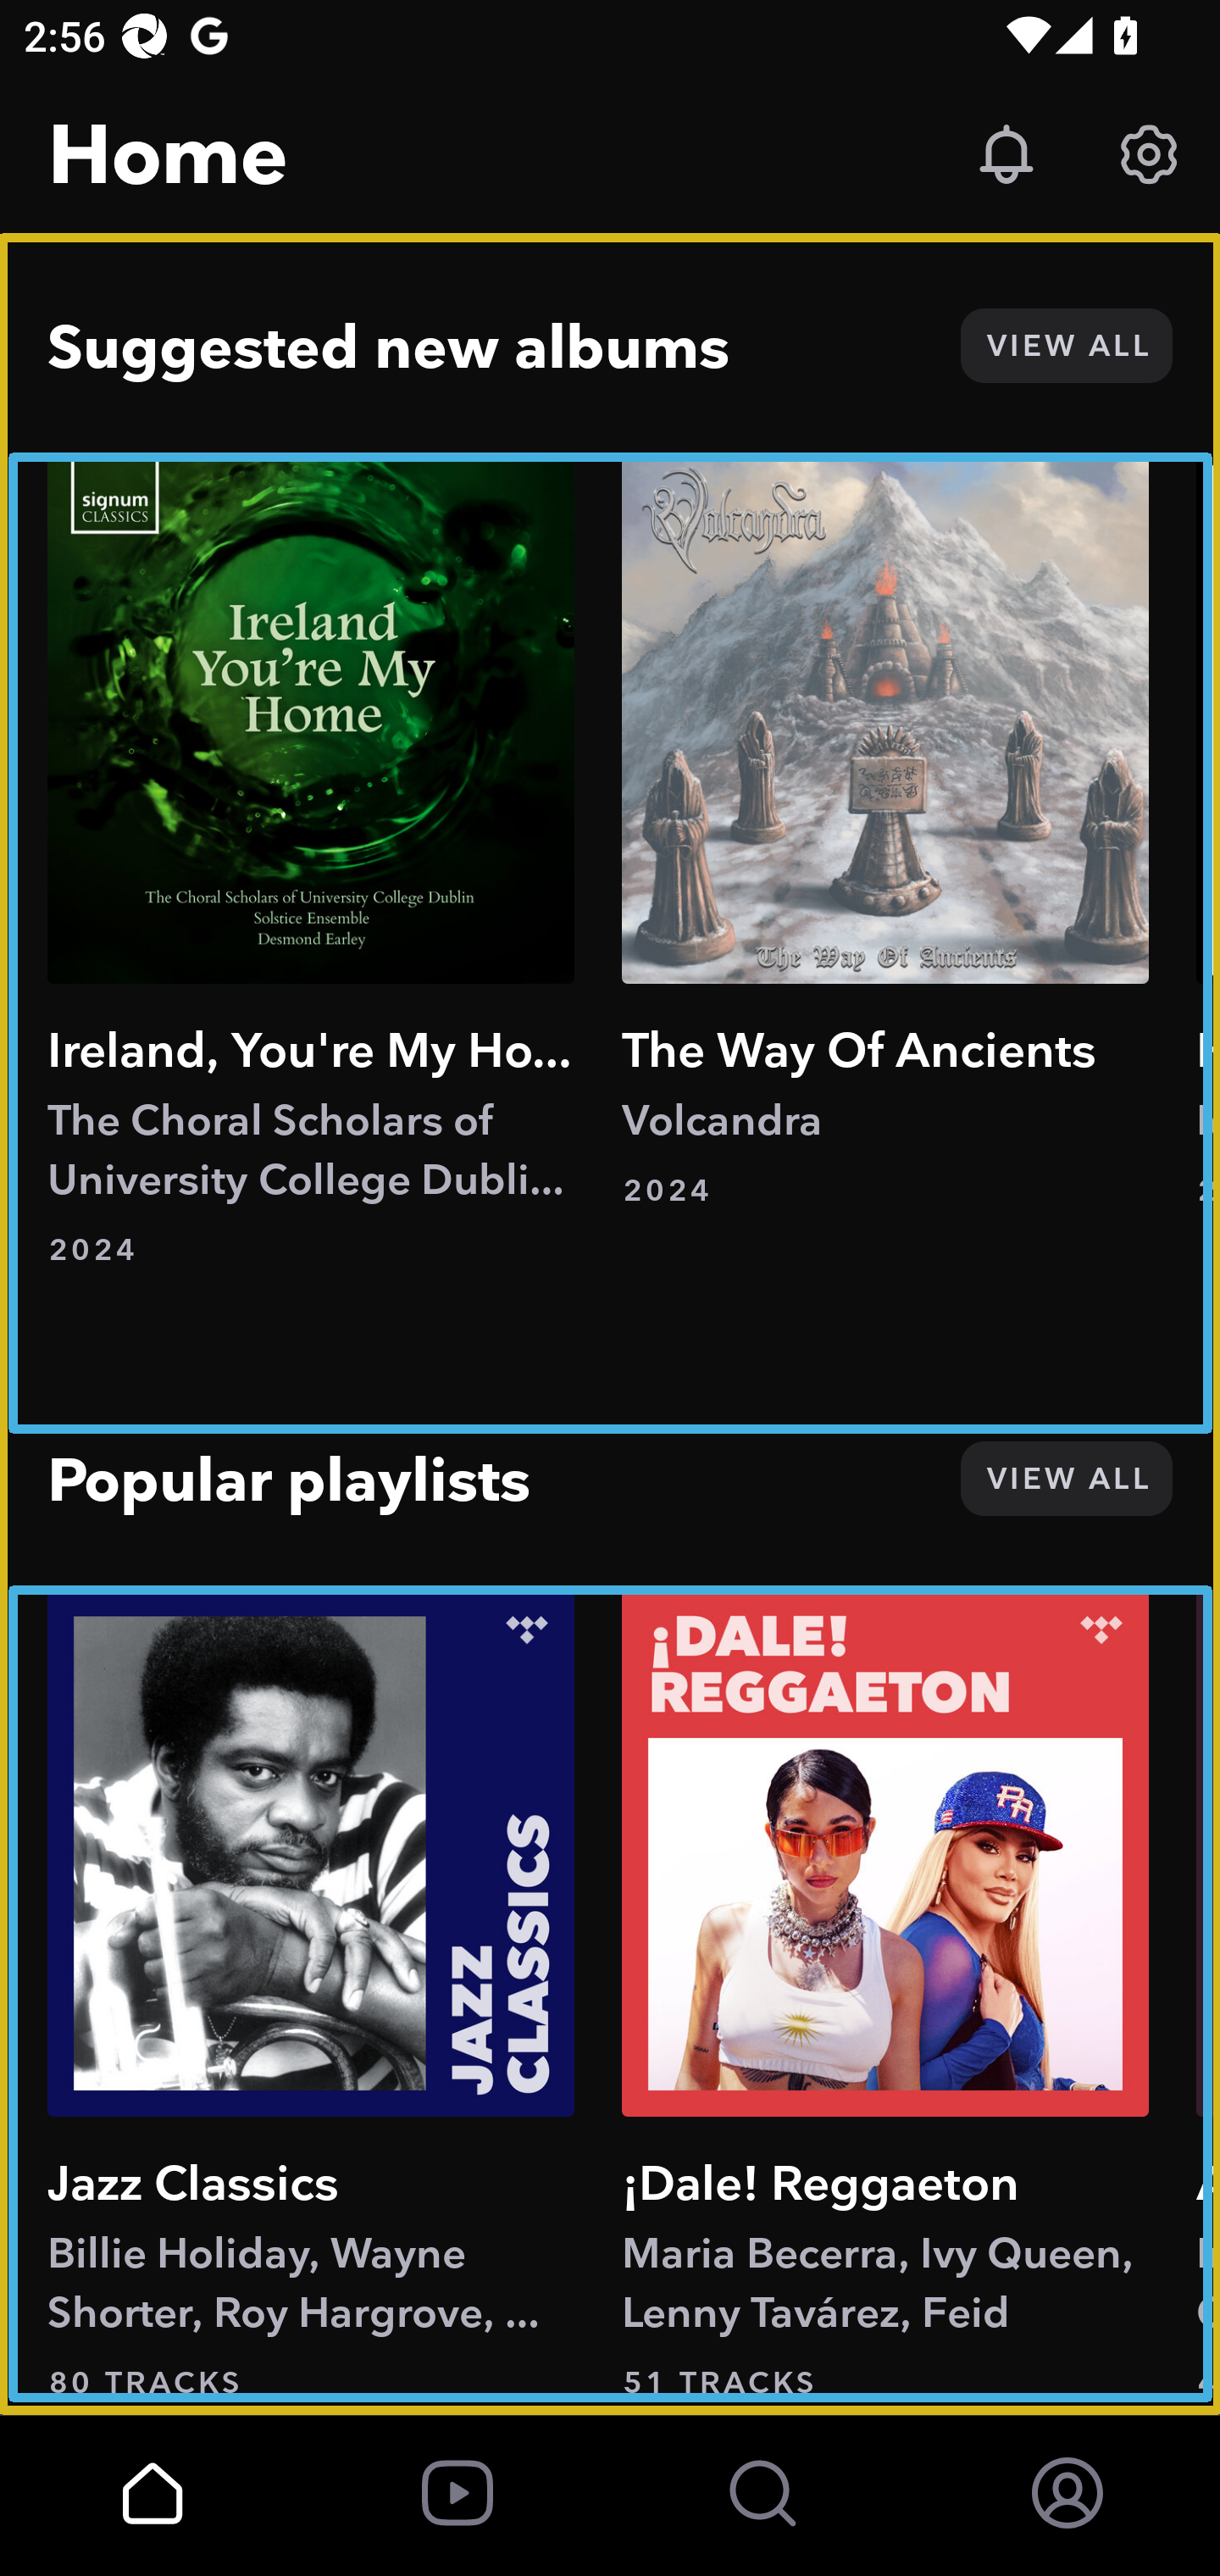 2:56
Home
Suggested new albums
VIEW ALL
signum
CLASSICS
Ireland
You're My
Home
The Choral Scholars of University College Dublin
Solstice Ensemble
Desmond Earley
Volcandra
The Way Of Ancients
Ireland, You're My Ho...
The Choral Scholars of
University College Dubli...
2024
The Way Of Ancients
Volcandra
2024
Popular playlists
VIEW ALL
JAZZ
CLASSICS
¡DALE!
REGGAETON
PR
Jazz Classics
Billie Holiday, Wayne
Shorter, Roy Hargrove, ...
80 TRACKS
¡Dale! Reggaeton
Maria Becerra, Ivy Queen,
Lenny Tavárez, Feid
51 TRACKS